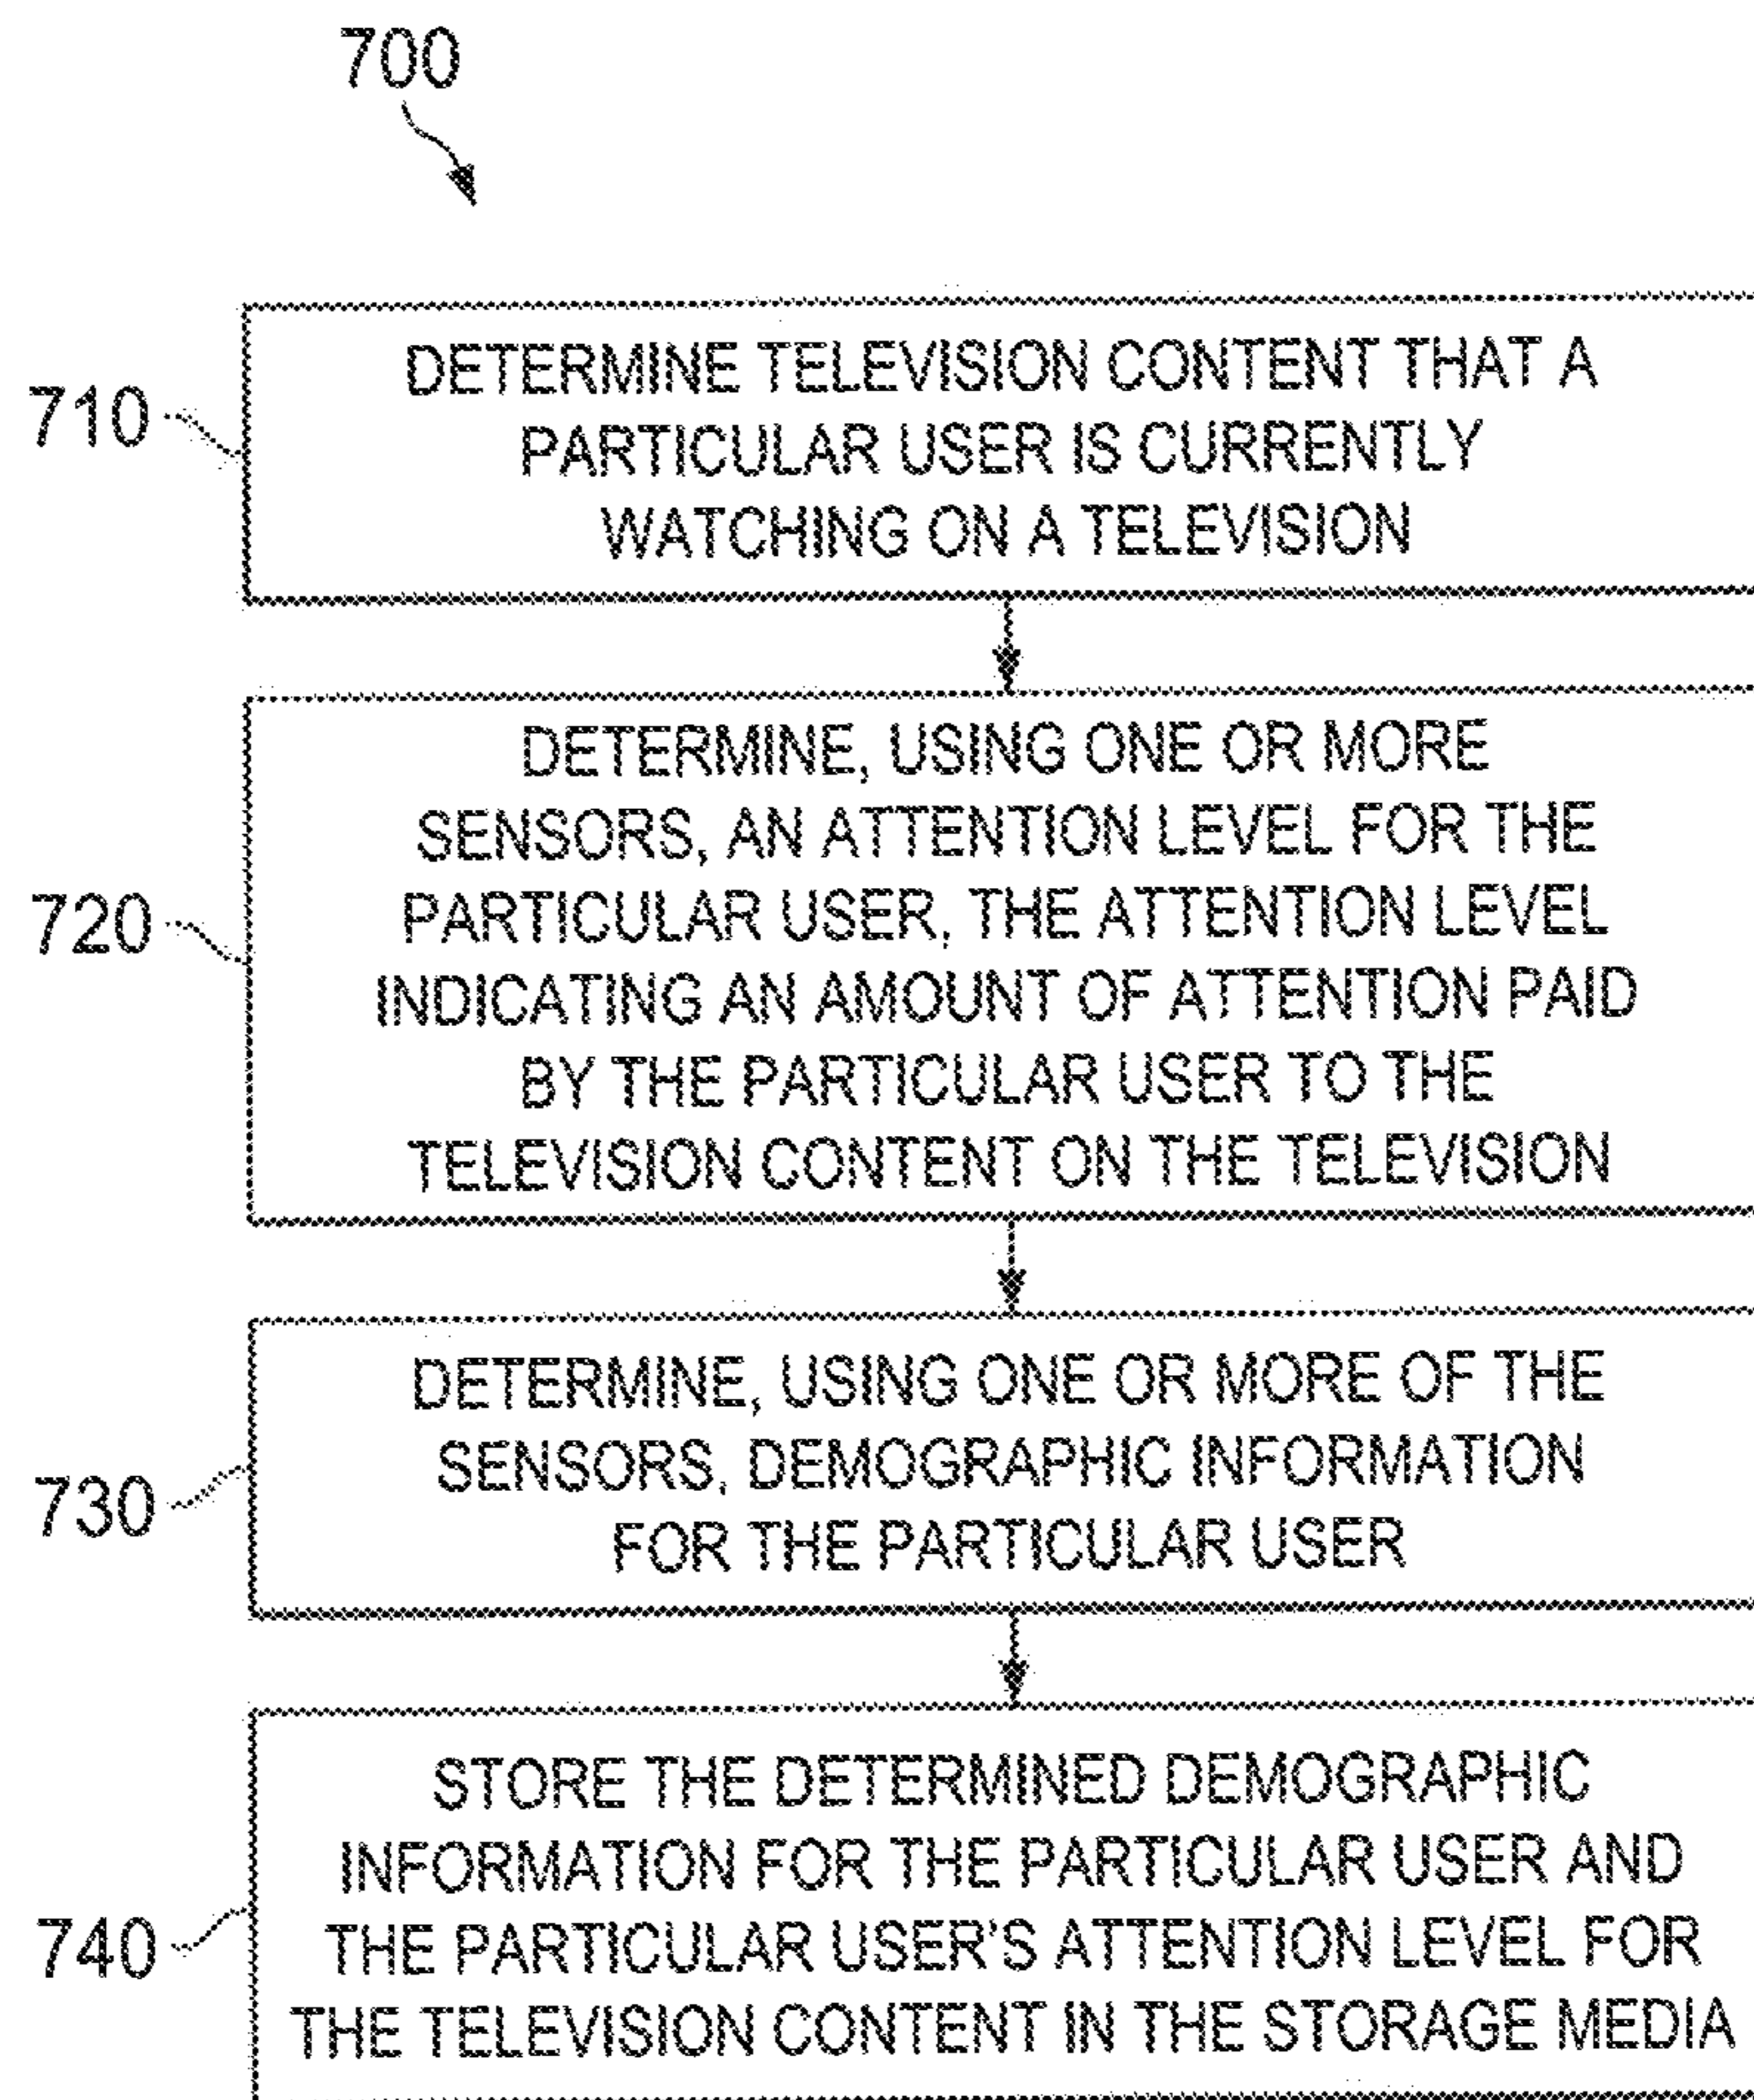 700
710
DETERMINE TELEVISION CONTENT THAT A
PARTICULAR USER IS CURRENTLY
WATCHING ON A TELEVISION
720
DETERMINE, USING ONE OR MORE
SENSORS, AN ATTENTION LEVEL FOR THE
PARTICULAR USER, THE ATTENTION LEVEL
INDICATING AN AMOUNT OF ATTENTION PAID
BY THE PARTICULAR USER TO THE
TELEVISION CONTENT ON THE TELEVISION
730
DETERMINE, USING ONE OR MORE OF THE
SENSORS, DEMOGRAPHIC INFORMATION
FOR THE PARTICULAR USER
740
STORE THE DETERMINED DEMOGRAPHIC
INFORMATION FOR THE PARTICULAR USER AND
THE PARTICULAR USER'S ATTENTION LEVEL FOR
THE TELEVISION CONTENT IN THE STORAGE MEDIA